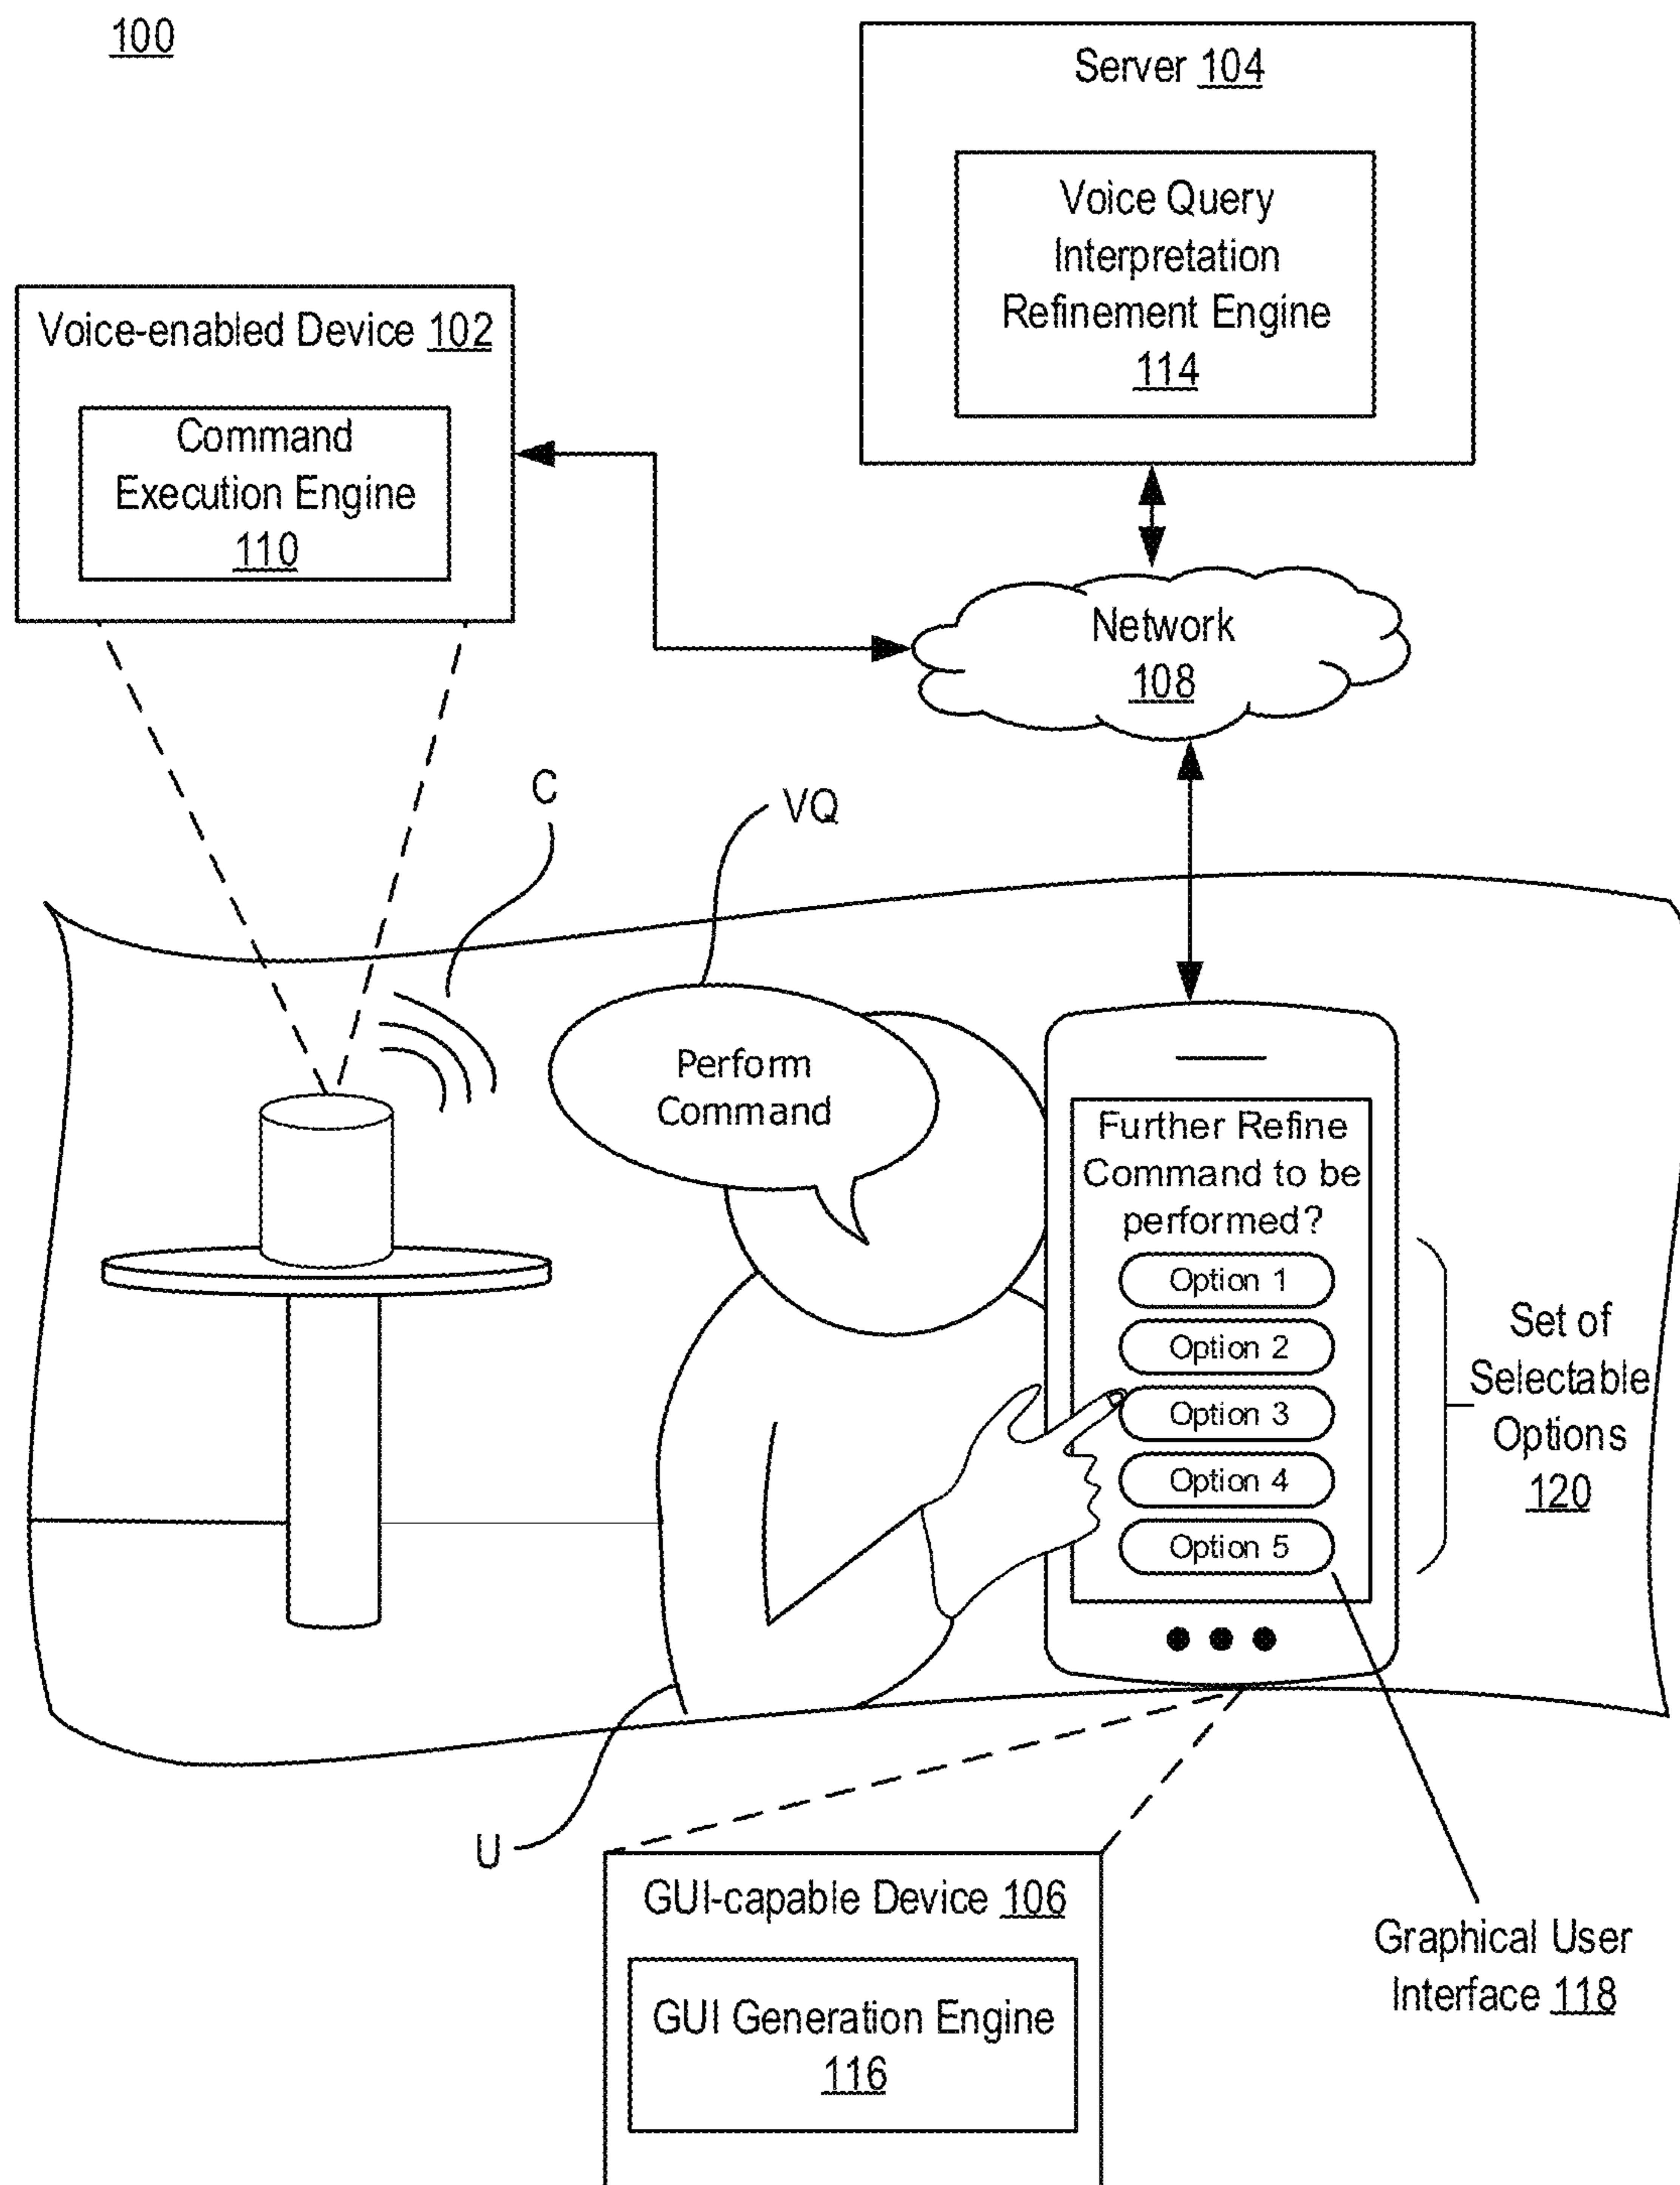 100
Server 104
Voice Query
Interpretation
Refinement Engine
114
Voice-enabled Device 102
Command
Execution Engine
110
Network
108
C
VQ
Perform
Command
Further Refine
Command to be
performed?
Option 1
Option 2
Option 3
Option 4
Option 5
Set of
Selectable
Options
120
U
GUI-capable Device 106
GUI Generation Engine
116
Graphical User
Interface 118